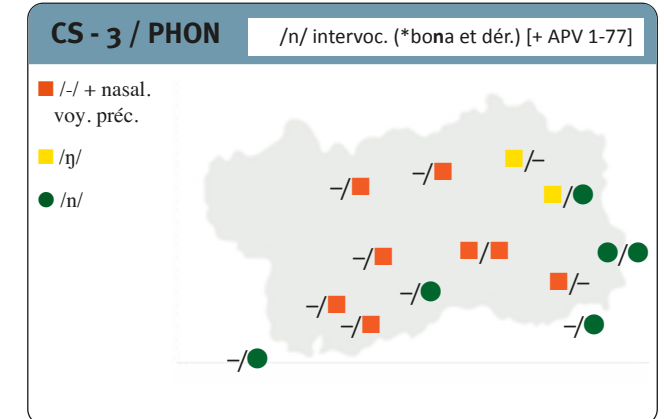 CS - 3 / PHON
/n/ intervoc. (*bona et dér.) [+ APV 1-77]
/-/ + nasal.
voy. préc.
/ŋ/
/n/
–/
–/
/–
/
–/
/
/
–/
/–
–/
–/
–/
–/